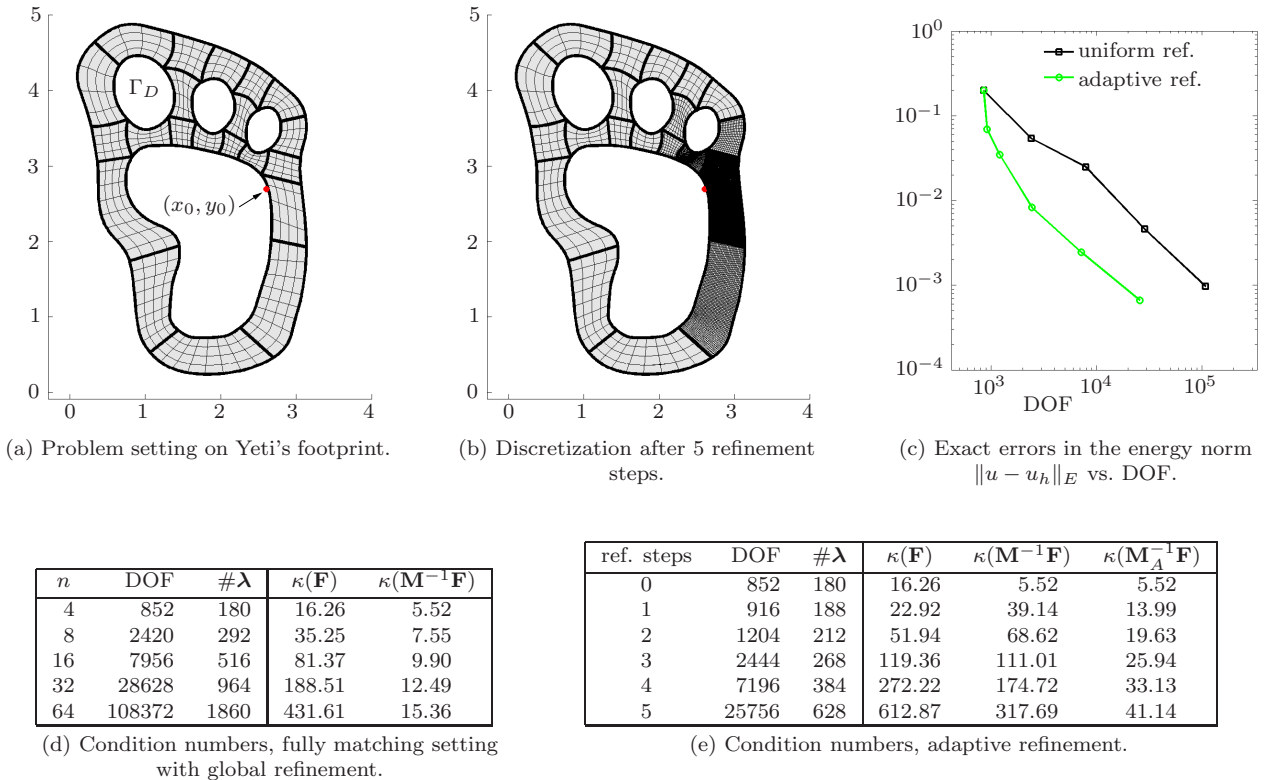 5
4
3
2
1
0
0 1 2 3 4
Γ_D
(x_0, y_0)
(a) Problem setting on Yeti's footprint.
5
4
3
2
1
0
0 1 2 3 4
(b) Discretization after 5 refinement
steps.
10^0
10^{-1}
10^{-2}
10^{-3}
10^{-4}
uniform ref.
adaptive ref.
10^3 10^4 10^5
DOF
(c) Exact errors in the energy norm
‖u − u_h‖_E vs. DOF.
n DOF #λ κ(F) κ(M^{-1}F)
4 852 180 16.26 5.52
8 2420 292 35.25 7.55
16 7956 516 81.37 9.90
32 28628 964 188.51 12.49
64 108372 1860 431.61 15.36
(d) Condition numbers, fully matching setting
with global refinement.
ref. steps DOF #λ κ(F) κ(M^{-1}F) κ(M_A^{-1}F)
0 852 180 16.26 5.52 5.52
1 916 188 22.92 39.14 13.99
2 1204 212 51.94 68.62 19.63
3 2444 268 119.36 111.01 25.94
4 7196 384 272.22 174.72 33.13
5 25756 628 612.87 317.69 41.14
(e) Condition numbers, adaptive refinement.